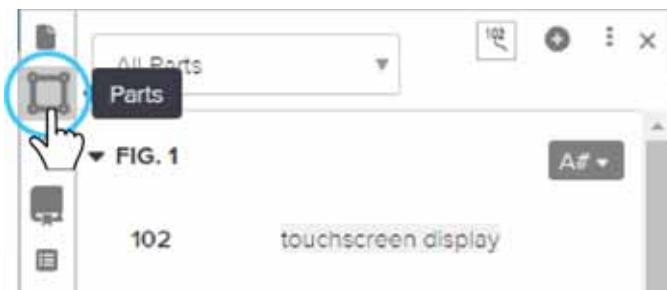 102
All Parts
Parts
FIG. 1
A#
102 touchscreen display